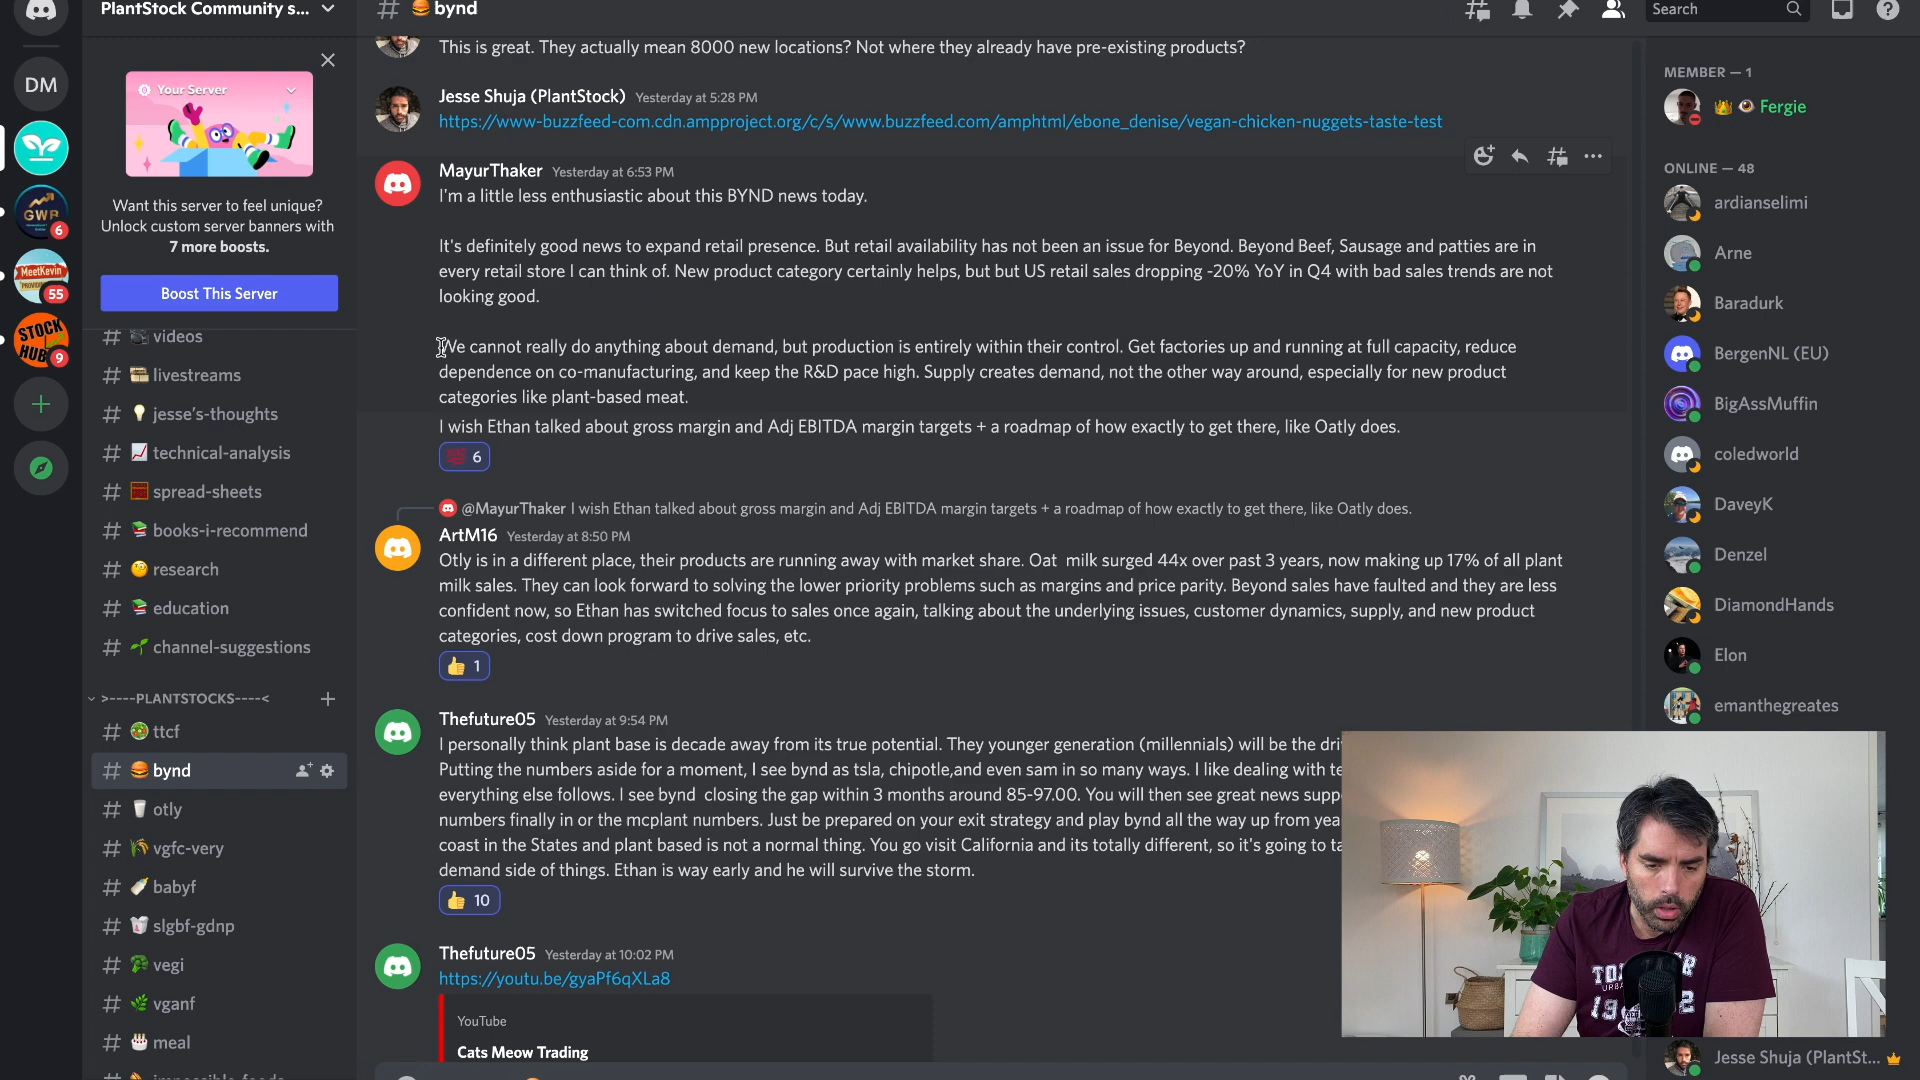 PlantStock Community s...
# bynd
Search
DM
GWP
6
MeetKevin
55
STOCK
HUB
9
Your Server
Want this server to feel unique?
Unlock custom server banners with
7 more boosts.
Boost This Server
# videos
# livestreams
# jesse's-thoughts
# technical-analysis
# spread-sheets
# books-i-recommend
# research
# education
# channel-suggestions
>----PLANTSTOCKS----<
# ttcf
# bynd
# otly
# vgfc-very
# babyf
# slgbf-gdnp
# vegi
# vganf
# meal
This is great. They actually mean 8000 new locations? Not where they already have pre-existing products?
Jesse Shuja (PlantStock) Yesterday at 5:28 PM
https://www-buzzfeed-com.cdn.ampproject.org/c/s/www.buzzfeed.com/amphtml/ebone_denise/vegan-chicken-nuggets-taste-test
MayurThaker Yesterday at 6:53 PM
I'm a little less enthusiastic about this BYND news today.
It's definitely good news to expand retail presence. But retail availability has not been an issue for Beyond. Beyond Beef, Sausage and patties are in
every retail store I can think of. New product category certainly helps, but but US retail sales dropping -20% YoY in Q4 with bad sales trends are not
looking good.
We cannot really do anything about demand, but production is entirely within their control. Get factories up and running at full capacity, reduce
dependence on co-manufacturing, and keep the R&D pace high. Supply creates demand, not the other way around, especially for new product
categories like plant-based meat.
I wish Ethan talked about gross margin and Adj EBITDA margin targets + a roadmap of how exactly to get there, like Oatly does.
6
@MayurThaker I wish Ethan talked about gross margin and Adj EBITDA margin targets + a roadmap of how exactly to get there, like Oatly does.
ArtM16 Yesterday at 8:50 PM
Otly is in a different place, their products are running away with market share. Oat milk surged 44x over past 3 years, now making up 17% of all plant
milk sales. They can look forward to solving the lower priority problems such as margins and price parity. Beyond sales have faulted and they are less
confident now, so Ethan has switched focus to sales once again, talking about the underlying issues, customer dynamics, supply, and new product
categories, cost down program to drive sales, etc.
1
Thefuture05 Yesterday at 9:54 PM
I personally think plant base is decade away from its true potential. They younger generation (millennials) will be the dri
Putting the numbers aside for a moment, I see bynd as tsla, chipotle,and even sam in so many ways. I like dealing with te
everything else follows. I see bynd closing the gap within 3 months around 85-97.00. You will then see great news supp
numbers finally in or the mcplant numbers. Just be prepared on your exit strategy and play bynd all the way up from yea
coast in the States and plant based is not a normal thing. You go visit California and its totally different, so it's going to ta
demand side of things. Ethan is way early and he will survive the storm.
10
Thefuture05 Yesterday at 10:02 PM
https://youtu.be/gyaPf6qXLa8
YouTube
Cats Meow Trading
MEMBER — 1
Fergie
ONLINE — 48
ardianselimi
Arne
Baradurk
BergenNL (EU)
BigAssMuffin
coledworld
DaveyK
Denzel
DiamondHands
Elon
emanthegreates
Jesse Shuja (PlantSt...